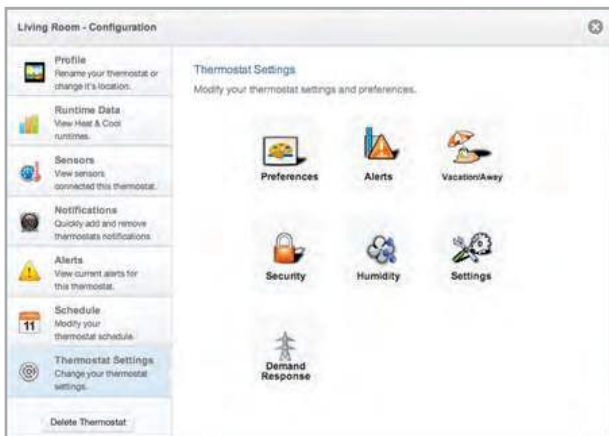 Living Room - Configuration
Profile
Rename your thermostat or
change it's location.
Runtime Data
View Heat & Cool
runtimes.
Sensors
View sensors
connected this thermostat.
Notifications
Quickly add and remove
thermostats notifications
Alerts
View current alerts for
this thermostat.
11
Schedule
Modify your
thermostat schedule.
Thermostat Settings
Change your thermostat
settings.
Delete Thermostat
Thermostat Settings
Modify your thermostat settings and preferences.
Preferences
Alerts
Vacation/Away
Security
Humidity
Settings
Demand
Response